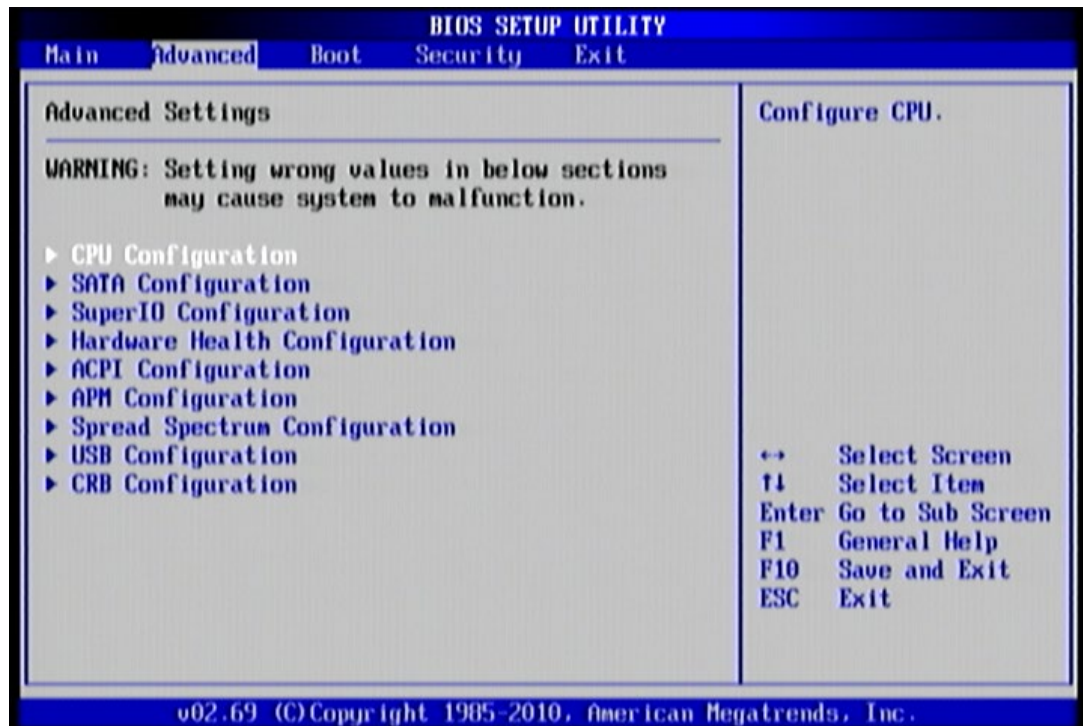 BIOS SETUP UTILITY
Main Advanced Boot Security Exit
Advanced Settings
WARNING: Setting wrong values in below sections
may cause system to malfunction.
▶ CPU Configuration
▶ SATA Configuration
▶ SuperIO Configuration
▶ Hardware Health Configuration
▶ ACPI Configuration
▶ APM Configuration
▶ Spread Spectrum Configuration
▶ USB Configuration
▶ CRB Configuration
Configure CPU.
↔ Select Screen
↑↓ Select Item
Enter Go to Sub Screen
F1 General Help
F10 Save and Exit
ESC Exit
v02.69 (C)Copyright 1985-2010, American Megatrends, Inc.